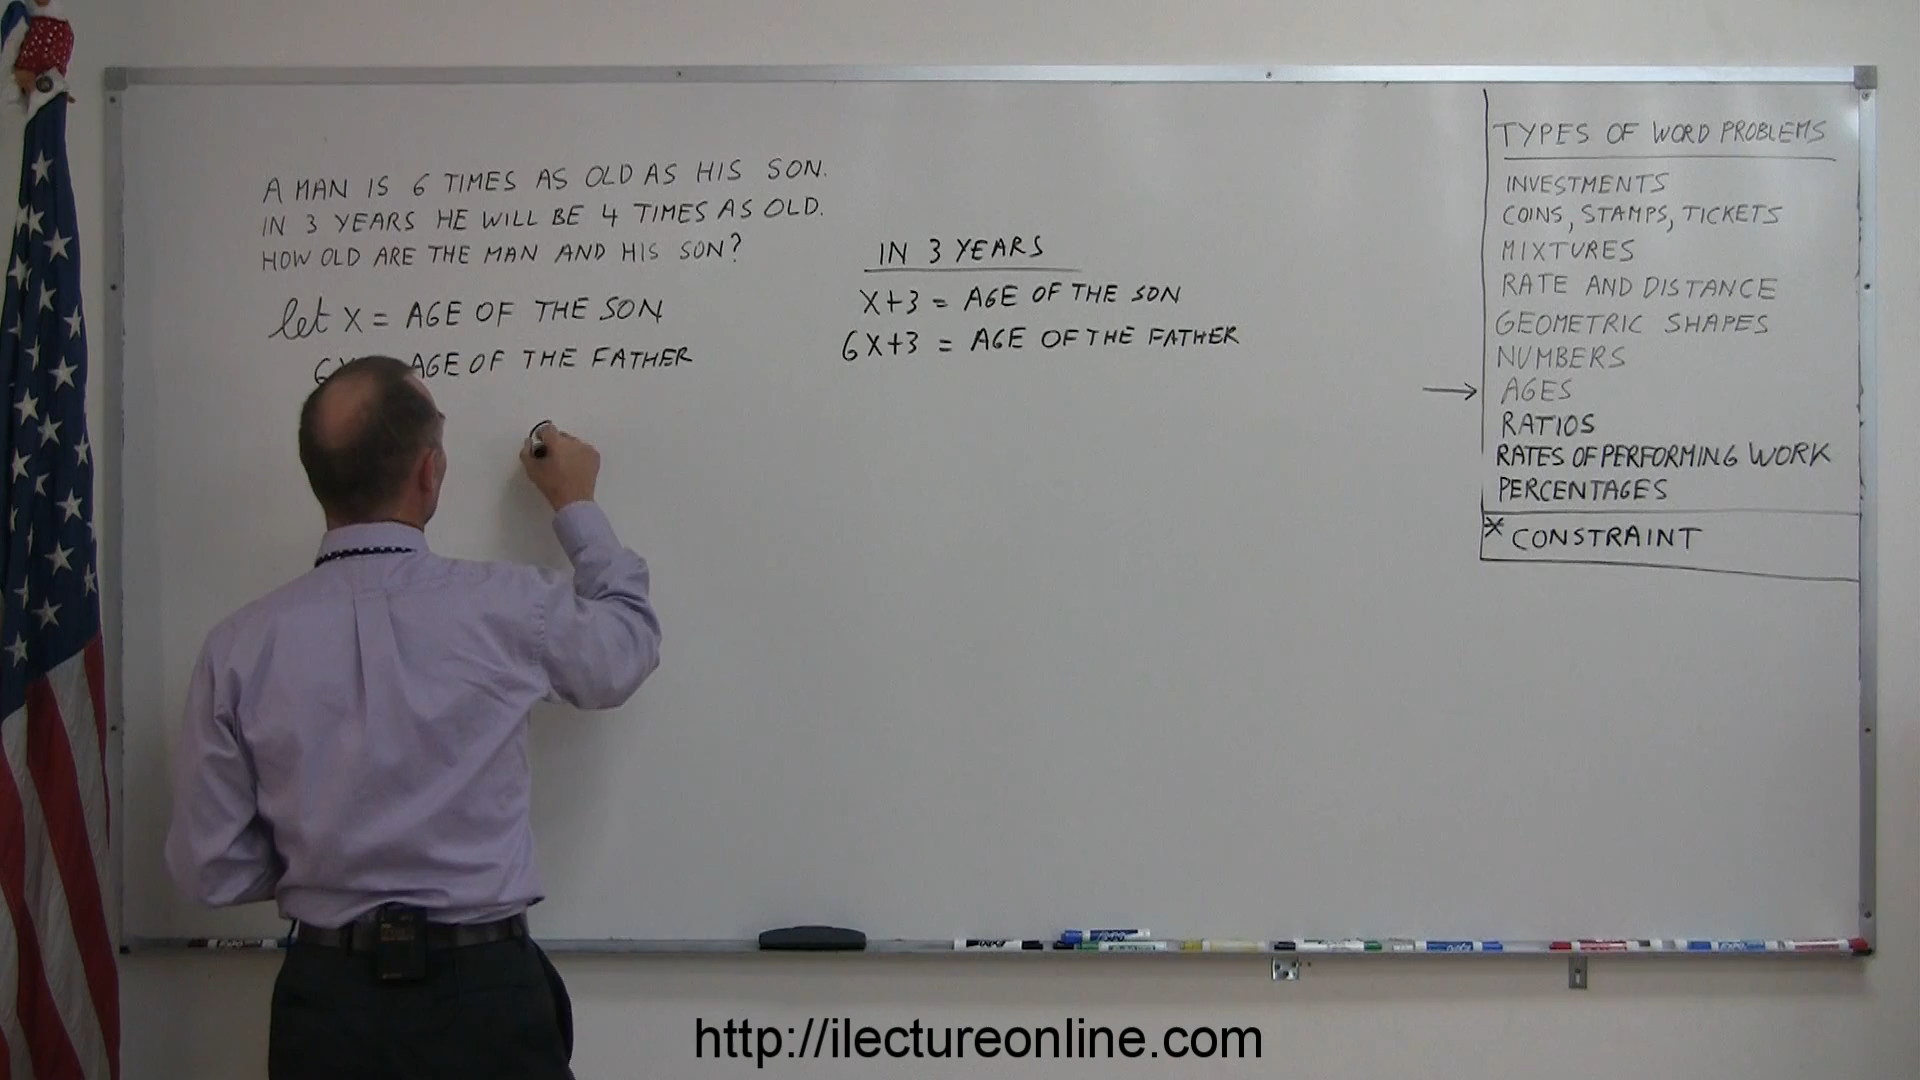 A MAN IS 6 TIMES AS OLD AS HIS SON.
IN 3 YEARS HE WILL BE 4 TIMES AS OLD.
HOW OLD ARE THE MAN AND HIS SON?
let X = AGE OF THE SON
6X AGE OF THE FATHER
IN 3 YEARS
X+3 = AGE OF THE SON
6X+3 = AGE OF THE FATHER
TYPES OF WORD PROBLEMS
INVESTMENTS
COINS, STAMPS, TICKETS
MIXTURES
RATE AND DISTANCE
GEOMETRIC SHAPES
NUMBERS
→ AGES
RATIOS
RATES OF PERFORMING WORK
PERCENTAGES
* CONSTRAINT
http://ilectureonline.com